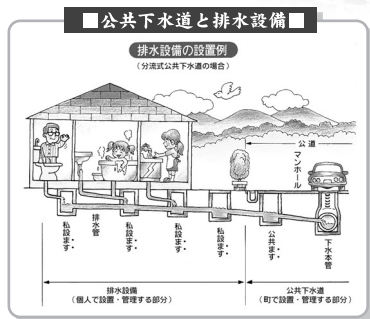 ■公共下水道と排水設備■
排水設備の設置例
（分流式公共下水道の場合）
公道
マンホール
私設ます
排水管
私設ます
私設ます
私設ます
公共ます
下水本管
排水設備
（個人で設置・管理する部分）
公共下水道
（町で設置・管理する部分）